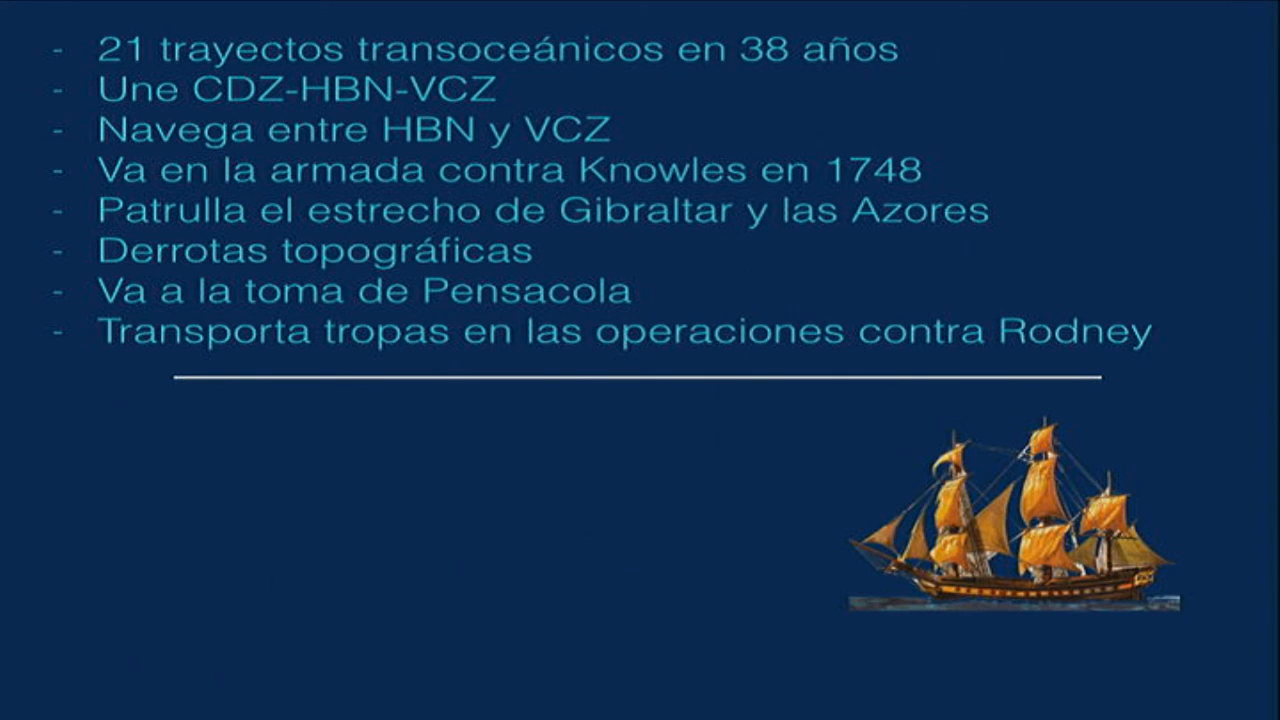 - 21 trayectos transoceánicos en 38 años
- Une CDZ-HBN-VCZ
- Navega entre HBN y VCZ
- Va en la armada contra Knowles en 1748
- Patrulla el estrecho de Gibraltar y las Azores
- Derrotas topográficas
- Va a la toma de Pensacola
- Transporta tropas en las operaciones contra Rodney